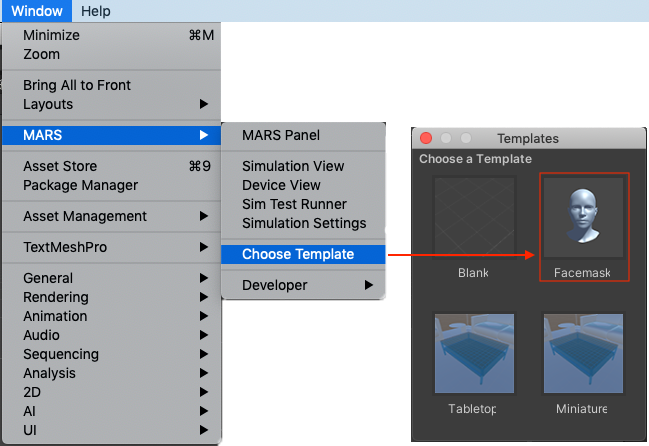 Window Help
Minimize ⌘M
Zoom
Bring All to Front
Layouts
MARS
Asset Store ⌘9
Package Manager
Asset Management
TextMeshPro
General
Rendering
Animation
Audio
Sequencing
Analysis
2D
AI
UI
MARS Panel
Simulation View
Device View
Sim Test Runner
Simulation Settings
Choose Template
Developer
Templates
Choose a Template
Blank
Facemask
Tabletop
Miniature